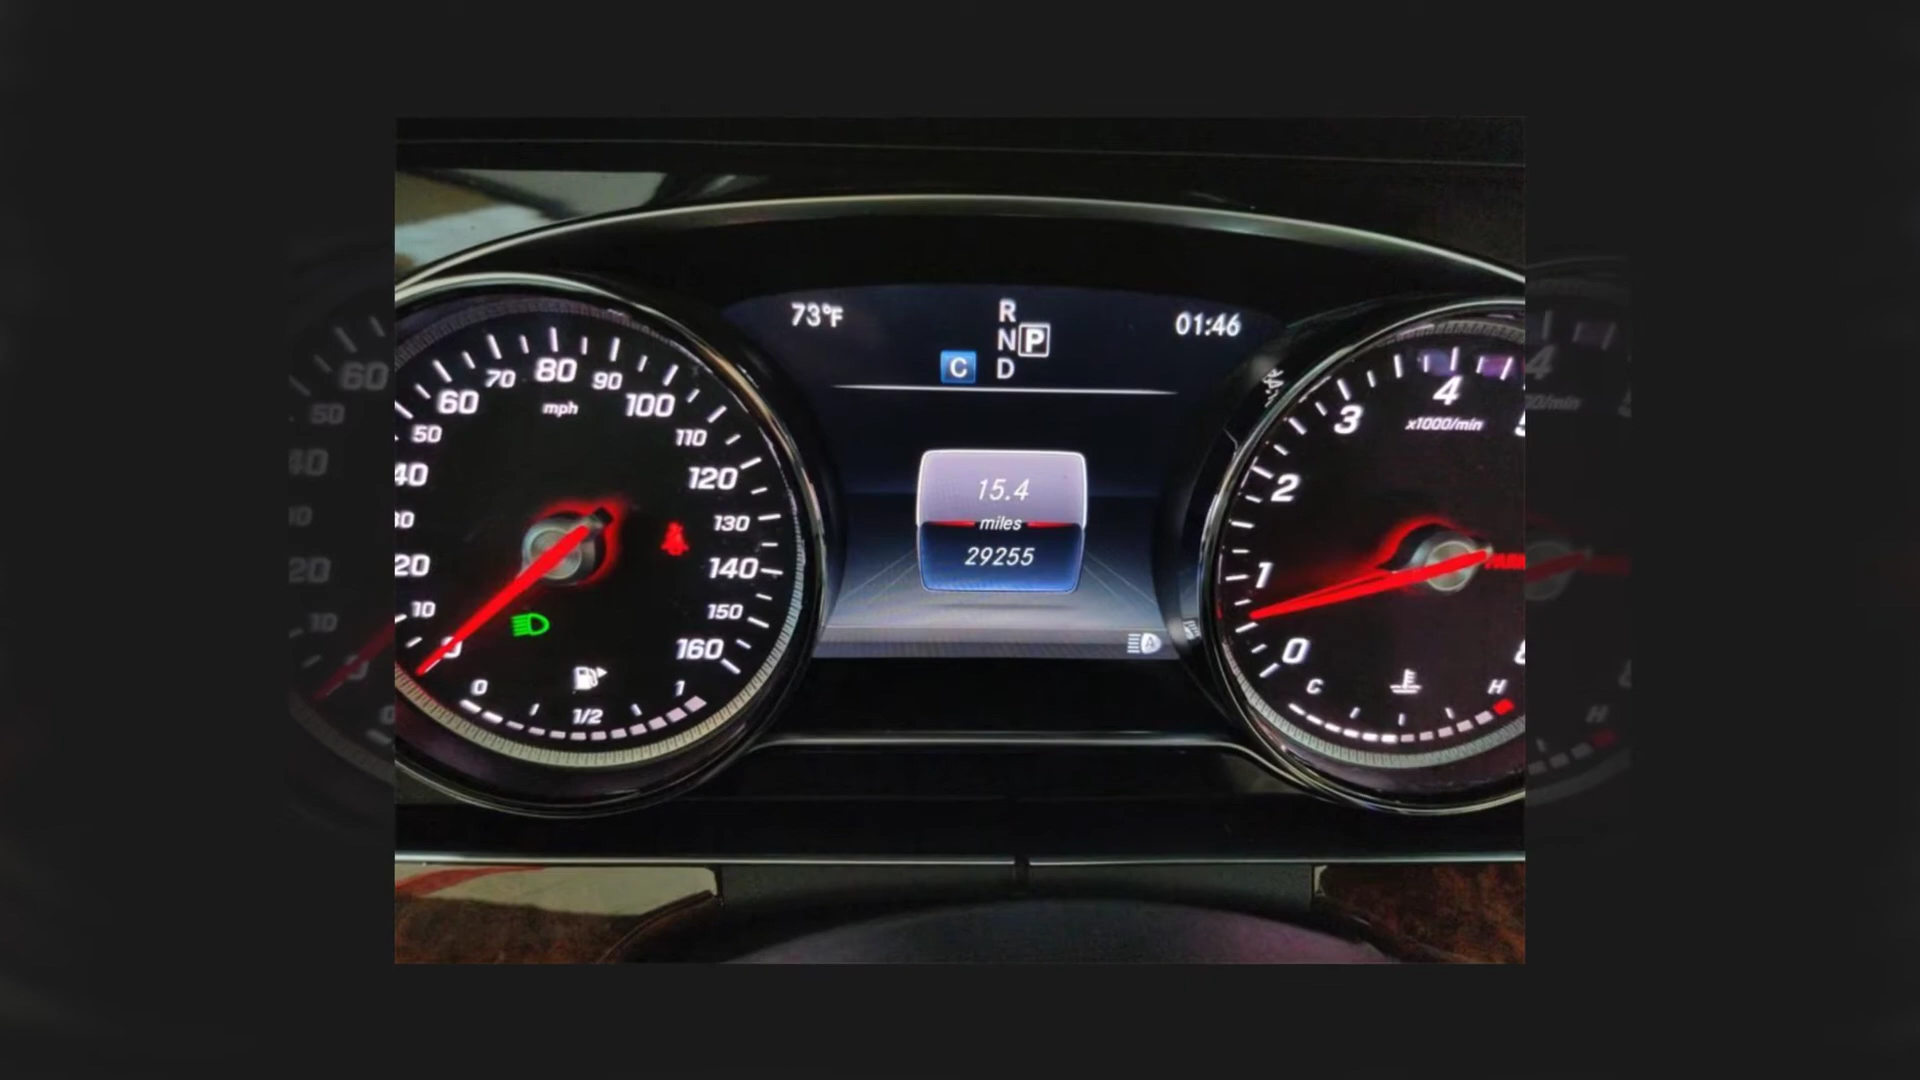 73°F
R
N P
C D
01:46
15.4
miles
29255
80
70 90
60 mph 100
50 110
40 120
30 130
20 140
10 150
0 160
0 1/2 1
4
3 x1000/min
2
1
0
C H